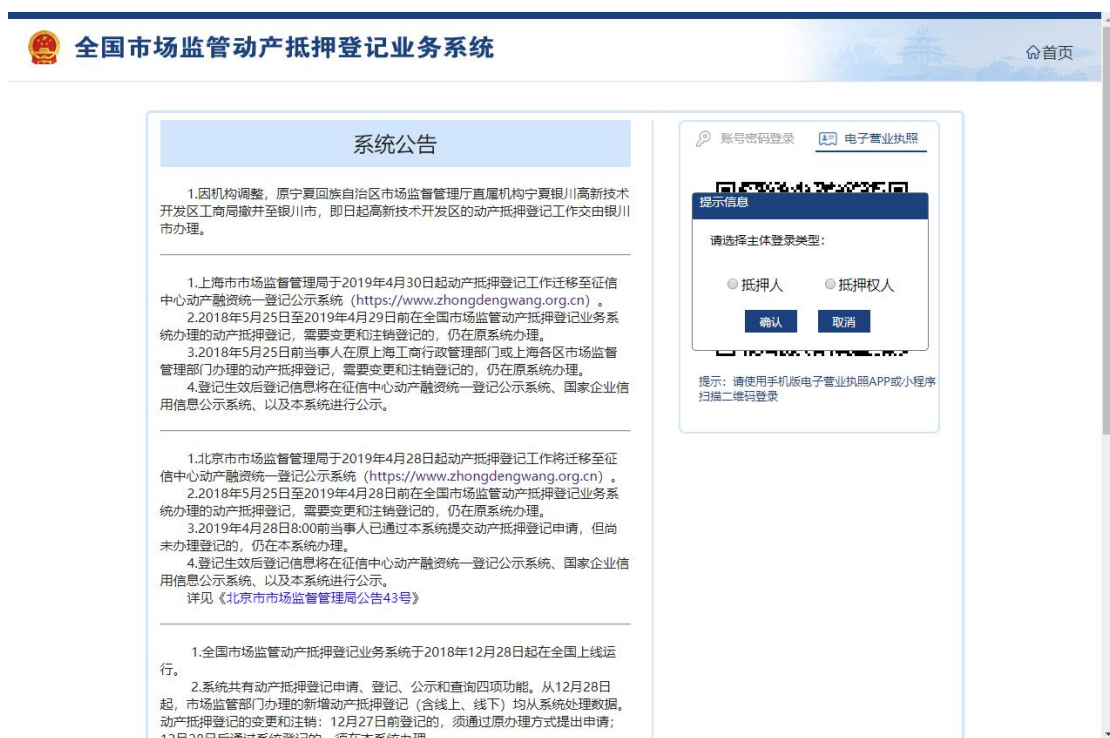 全国市场监管动产抵押登记业务系统
首页
系统公告
1.因机构调整，原宁夏回族自治区市场监督管理厅直属机构宁夏银川高新技术
开发区工商局撤并至银川市，即日起高新技术开发区的动产抵押登记工作交由银川
市办理。
1.上海市市场监督管理局于2019年4月30日起动产抵押登记工作迁移至征信
中心动产融资统一登记公示系统（https://www.zhongdengwang.org.cn）。
2.2018年5月25日至2019年4月29日前在全国市场监管动产抵押登记业务系
统办理的动产抵押登记，需要变更和注销登记的，仍在原系统办理。
3.2018年5月25日前当事人在原上海工商行政管理部门或上海各区市场监督
管理部门办理的动产抵押登记，需要变更和注销登记的，仍在原系统办理。
4.登记生效后登记信息将在征信中心动产融资统一登记公示系统、国家企业信
用信息公示系统、以及本系统进行公示。
1.北京市市场监督管理局于2019年4月28日起动产抵押登记工作将迁移至征
信中心动产融资统一登记公示系统（https://www.zhongdengwang.org.cn）。
2.2018年5月25日至2019年4月28日前在全国市场监管动产抵押登记业务系
统办理的动产抵押登记，需要变更和注销登记的，仍在原系统办理。
3.2019年4月28日8:00前当事人已通过本系统提交动产抵押登记申请，但尚
未办理登记的，仍在本系统办理。
4.登记生效后登记信息将在征信中心动产融资统一登记公示系统、国家企业信
用信息公示系统、以及本系统进行公示。
详见《北京市市场监督管理局公告43号》
1.全国市场监管动产抵押登记业务系统于2018年12月28日起在全国上线运
行。
2.系统共有动产抵押登记申请、登记、公示和查询四项功能。从12月28日
起，市场监管部门办理的新增动产抵押登记（含线上、线下）均从系统处理数据。
动产抵押登记的变更和注销：12月27日前登记的，须通过原办理方式提出申请；
12月28日后通过系统登记的，须在本系统办理。
账号密码登录 电子营业执照
提示信息
请选择主体登录类型：
抵押人 抵押权人
确认 取消
提示：请使用手机版电子营业执照APP或小程序
扫描二维码登录